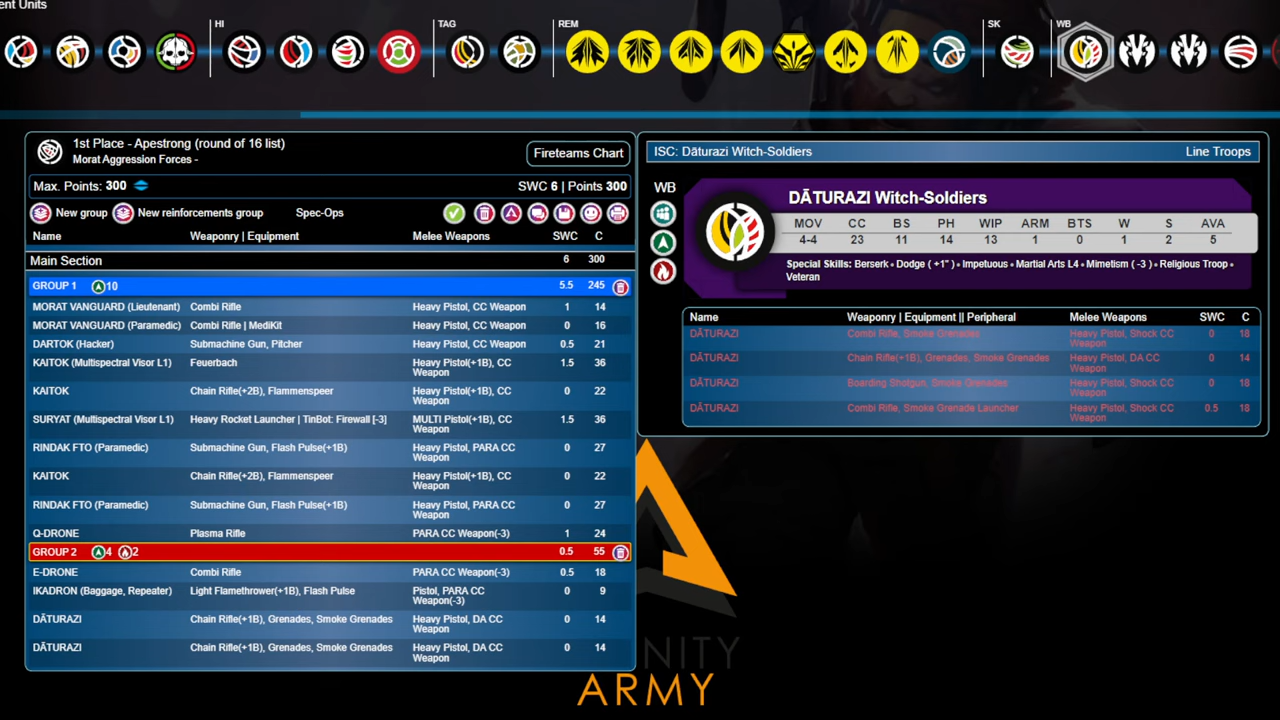 ent Units
HI
TAG
REM
SK
WB
1st Place - Apestrong (round of 16 list)
Morat Aggression Forces -
Fireteams Chart
Max. Points: 300
SWC 6 | Points 300
New group
New reinforcements group
Spec-Ops
Name Weaponry | Equipment Melee Weapons SWC C
Main Section 6 300
GROUP 1 10 5.5 245
MORAT VANGUARD (Lieutenant) Combi Rifle Heavy Pistol, CC Weapon 1 14
MORAT VANGUARD (Paramedic) Combi Rifle | MediKit Heavy Pistol, CC Weapon 0 16
DARTOK (Hacker) Submachine Gun, Pitcher Heavy Pistol, CC Weapon 0.5 21
KAITOK (Multispectral Visor L1) Feuerbach Heavy Pistol(+1B), CC 1.5 36
Weapon
KAITOK Chain Rifle(+2B), Flammenspeer Heavy Pistol(+1B), CC 0 22
Weapon
SURYAT (Multispectral Visor L1) Heavy Rocket Launcher | TinBot: Firewall [-3] MULTI Pistol(+1B), CC 1.5 36
Weapon
RINDAK FTO (Paramedic) Submachine Gun, Flash Pulse(+1B) Heavy Pistol, PARA CC 0 27
Weapon
KAITOK Chain Rifle(+2B), Flammenspeer Heavy Pistol(+1B), CC 0 22
Weapon
RINDAK FTO (Paramedic) Submachine Gun, Flash Pulse(+1B) Heavy Pistol, PARA CC 0 27
Weapon
Q-DRONE Plasma Rifle PARA CC Weapon(-3) 1 24
GROUP 2 4 2 0.5 55
E-DRONE Combi Rifle PARA CC Weapon(-3) 0.5 18
IKADRON (Baggage, Repeater) Light Flamethrower(+1B), Flash Pulse Pistol, PARA CC 0 9
Weapon(-3)
DĀTURAZI Chain Rifle(+1B), Grenades, Smoke Grenades Heavy Pistol, DA CC 0 14
Weapon
DĀTURAZI Chain Rifle(+1B), Grenades, Smoke Grenades Heavy Pistol, DA CC 0 14
Weapon
ISC: Dāturazi Witch-Soldiers Line Troops
WB
DĀTURAZI Witch-Soldiers
MOV CC BS PH WIP ARM BTS W S AVA
4-4 23 11 14 13 1 0 1 2 5
Special Skills: Berserk • Dodge ( +1" ) • Impetuous • Martial Arts L4 • Mimetism ( -3 ) • Religious Troop •
Veteran
Name Weaponry | Equipment || Peripheral Melee Weapons SWC C
DĀTURAZI Combi Rifle, Smoke Grenades Heavy Pistol, Shock CC 0 18
Weapon
DĀTURAZI Chain Rifle(+1B), Grenades, Smoke Grenades Heavy Pistol, DA CC 0 14
Weapon
DĀTURAZI Boarding Shotgun, Smoke Grenades Heavy Pistol, Shock CC 0 18
Weapon
DĀTURAZI Combi Rifle, Smoke Grenade Launcher Heavy Pistol, Shock CC 0.5 18
Weapon
NITY
ARMY